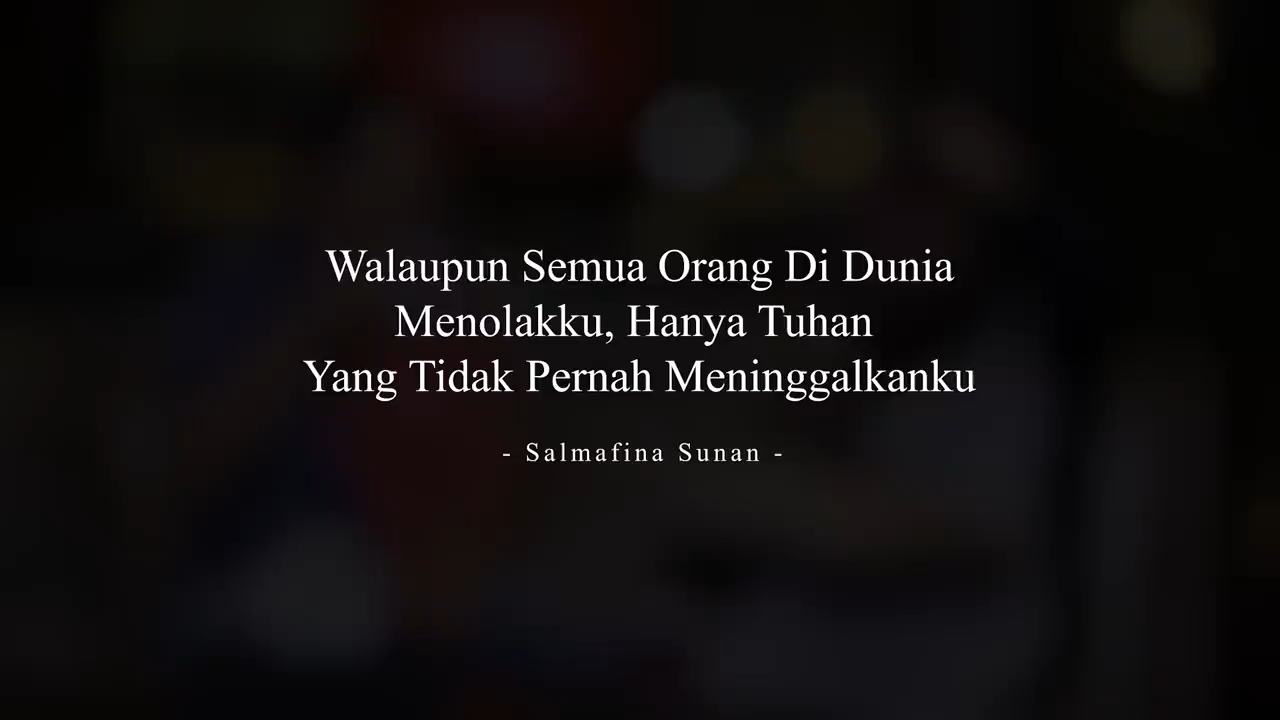 Walaupun Semua Orang Di Dunia
Menolakku, Hanya Tuhan
Yang Tidak Pernah Meninggalkanku
- Salmafina Sunan -